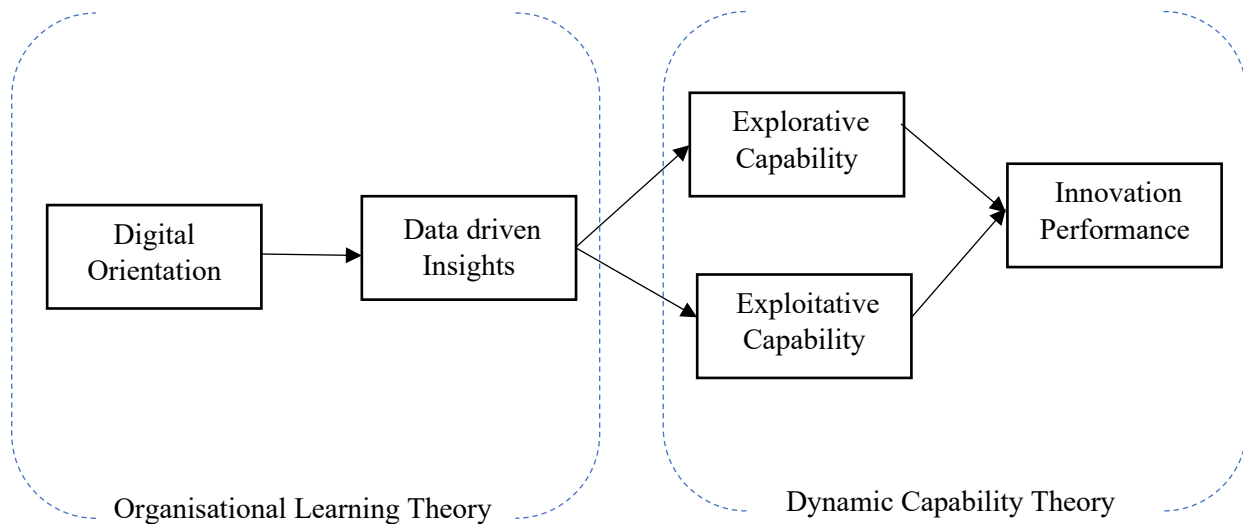 Digital
Orientation
Data driven
Insights
Explorative
Capability
Exploitative
Capability
Innovation
Performance
Organisational Learning Theory
Dynamic Capability Theory